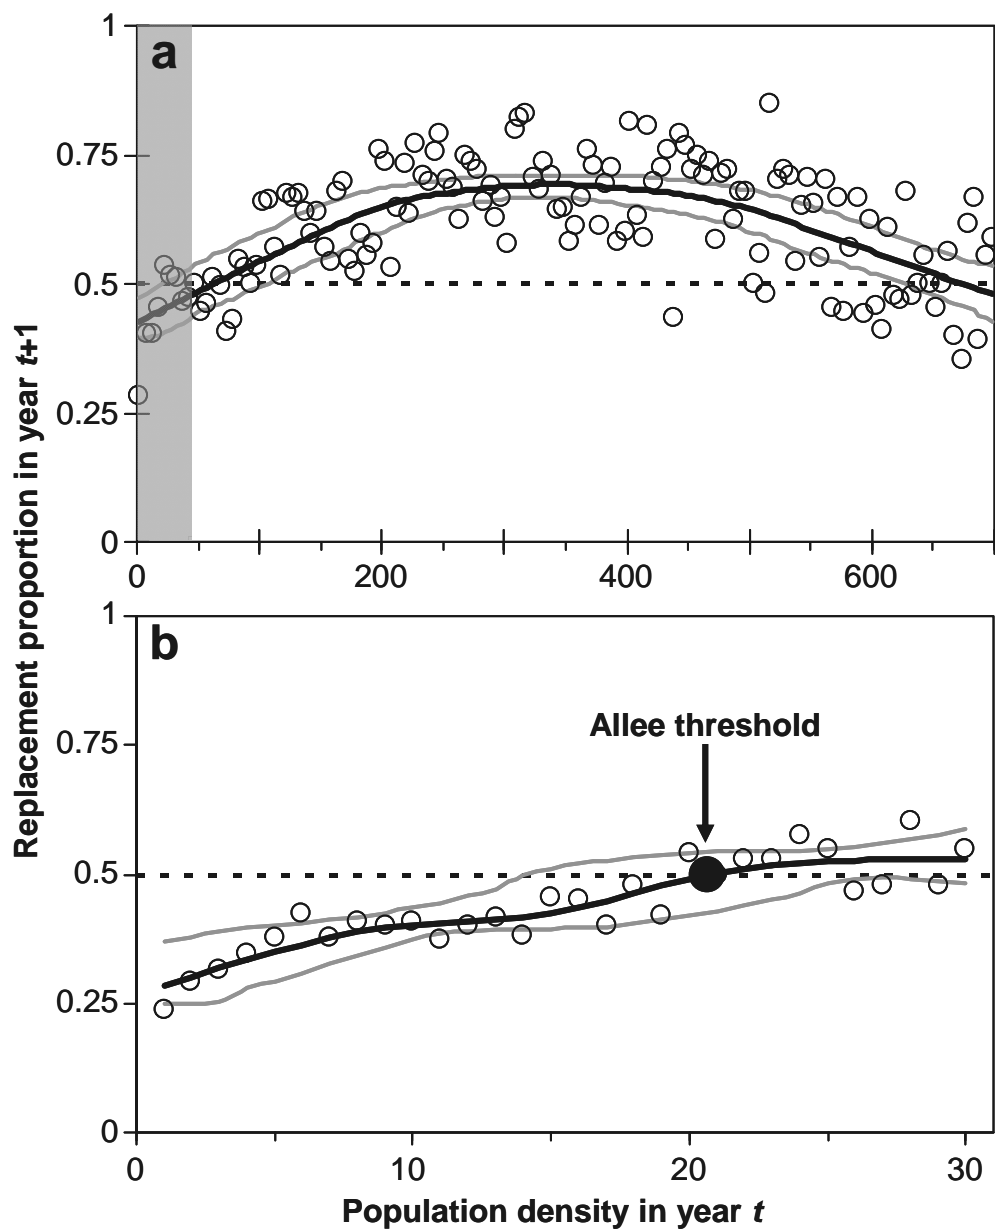 Replacement proportion in year t+1
1
a
0.75
0.5
0.25
0
0 200 400 600
1
b
Allee threshold
0.75
0.5
0.25
0
0 10 20 30
Population density in year t